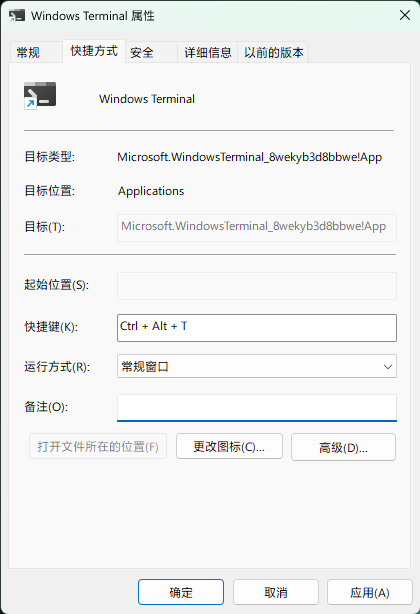 Windows Terminal 属性
常规 快捷方式 安全 详细信息 以前的版本
Windows Terminal
目标类型: Microsoft.WindowsTerminal_8wekyb3d8bbwe!App
目标位置: Applications
目标(T): Microsoft.WindowsTerminal_8wekyb3d8bbwe!App
起始位置(S):
快捷键(K): Ctrl + Alt + T
运行方式(R): 常规窗口
备注(O):
打开文件所在的位置(F) 更改图标(C)... 高级(D)...
确定 取消 应用(A)